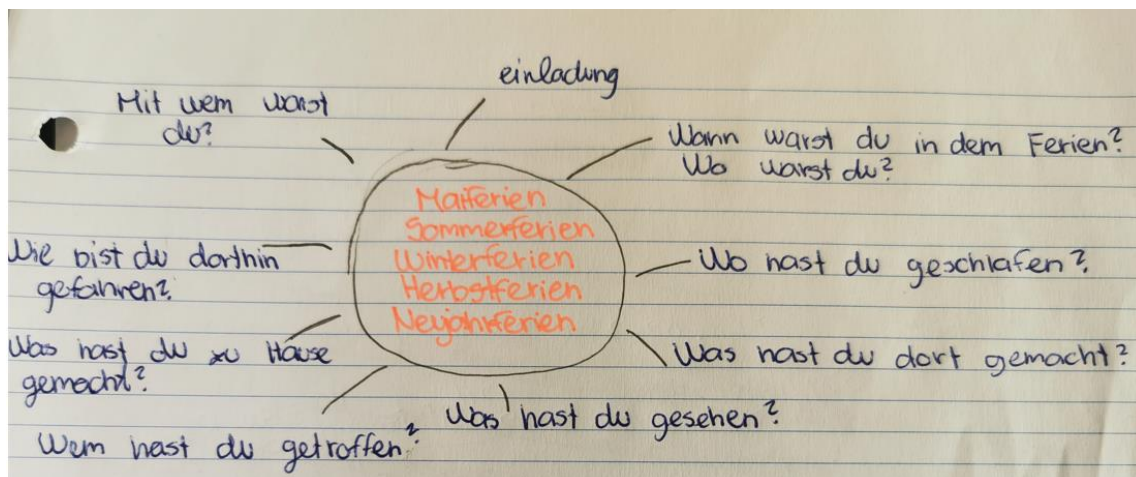 einladung
Mit wem warst
du?
Wann warst du in dem Ferien?
Wo warst du?
Maiferien
Sommerferien
Winterferien
Herbstferien
Neujahrferien
Wie bist du dorthin
gefahren?
Wo hast du geschlafen?
Was hast du zu Hause
gemacht?
Was hast du dort gemacht?
Was hast du gesehen?
Wem hast du getroffen?